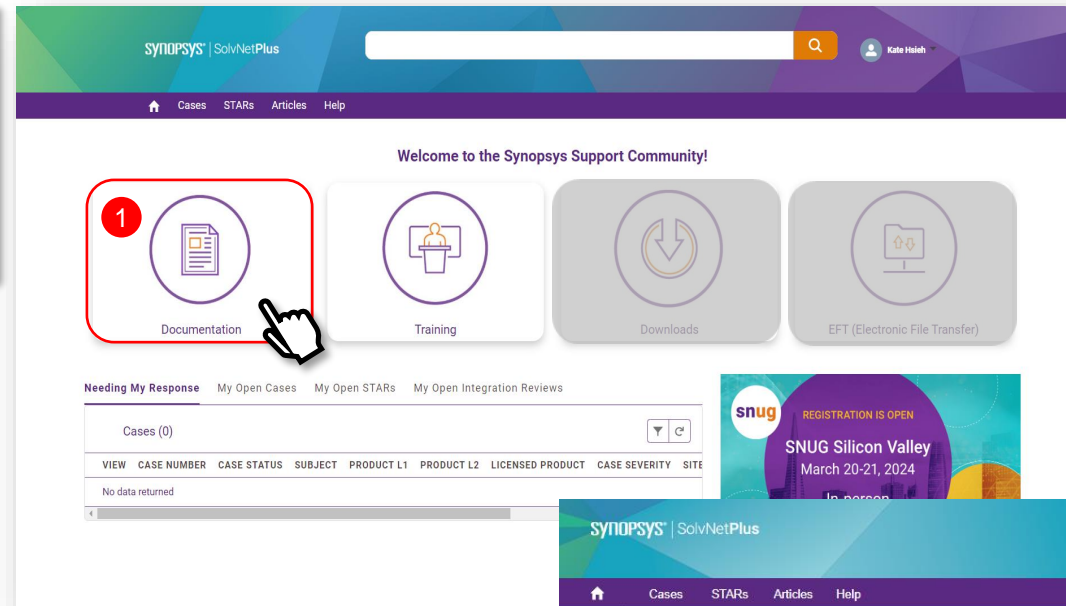 SYNOPSYS® | SolvNetPlus
Kate Hsieh
Cases STARs Articles Help
Welcome to the Synopsys Support Community!
1
Documentation
Training
Downloads
EFT (Electronic File Transfer)
Needing My Response My Open Cases My Open STARs My Open Integration Reviews
Cases (0)
VIEW CASE NUMBER CASE STATUS SUBJECT PRODUCT L1 PRODUCT L2 LICENSED PRODUCT CASE SEVERITY SITE
No data returned
snug
REGISTRATION IS OPEN
SNUG Silicon Valley
March 20-21, 2024
In-person
SYNOPSYS® | SolvNetPlus
Cases STARs Articles Help